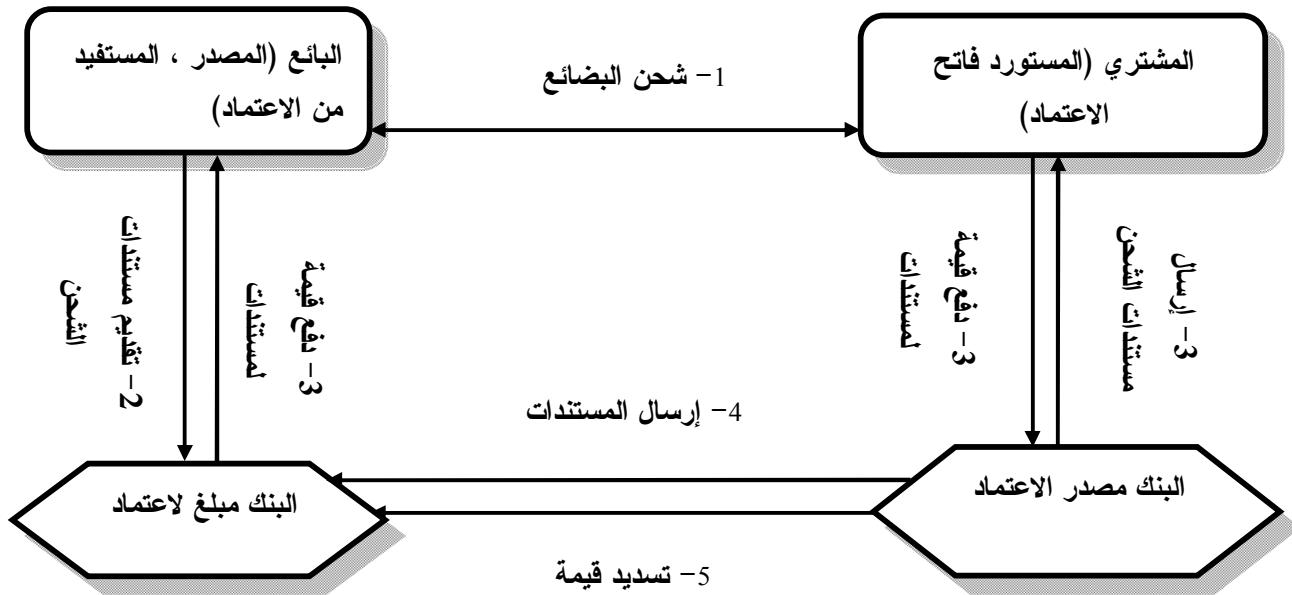 المشتري (المستورد فاتح
الاعتماد)
1- شحن البضائع
البائع (المصدر ، المستفيد
من الاعتماد)
3- إرسال
مستندات الشحن
3- دفع قيمة
لمستندات
3- دفع قيمة
لمستندات
2- تقديم مستندات
الشحن
4- إرسال المستندات
البنك مصدر الاعتماد
البنك مبلغ لاعتماد
5- تسديد قيمة